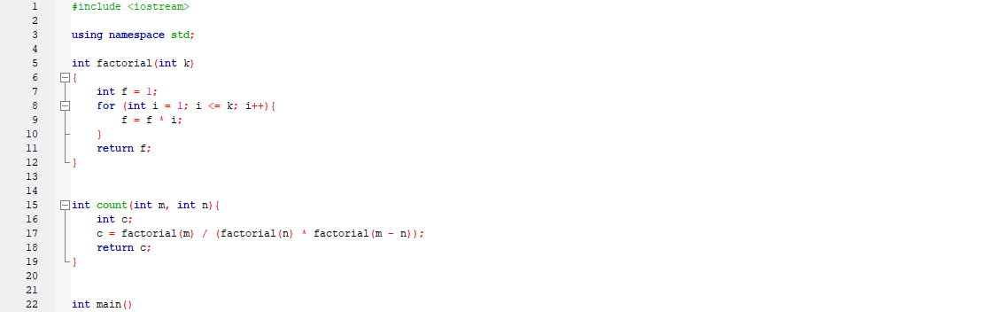 1 #include <iostream>
2
3 using namespace std;
4
5 int factorial(int k)
6 {
7 int f = 1;
8 for (int i = 1; i <= k; i++){
9 f = f * i;
10 }
11 return f;
12 }
13
14
15 int count(int m, int n){
16 int c;
17 c = factorial(m) / (factorial(n) * factorial(m - n));
18 return c;
19 }
20
21
22 int main()